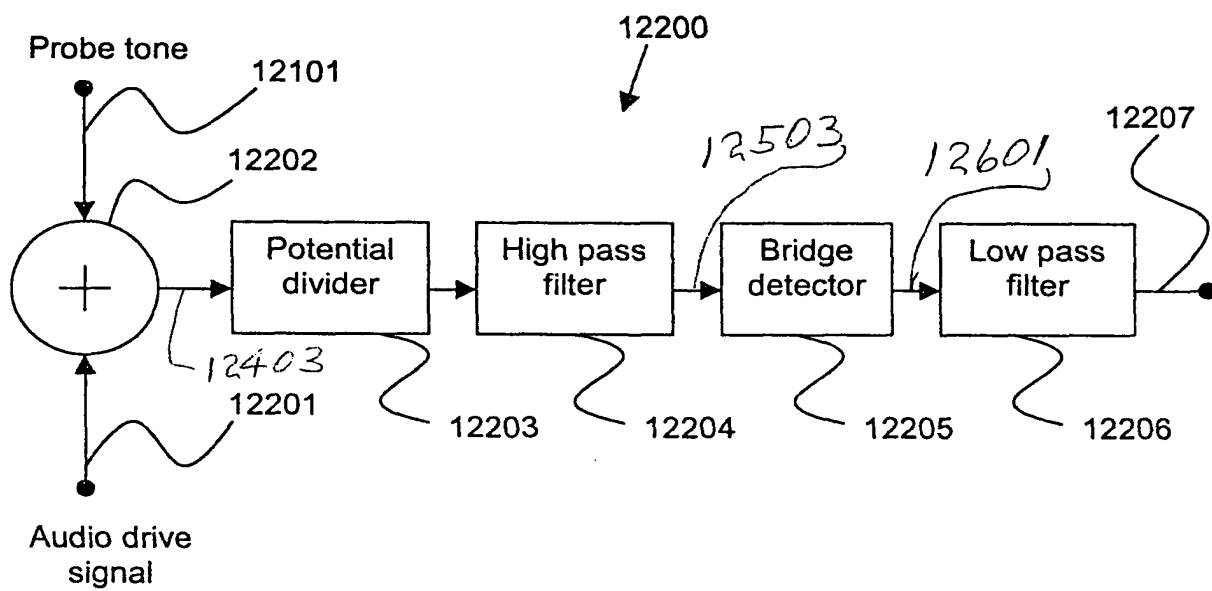 12200
Probe tone
12101
12207
12503
12601
12202
Potential
divider
High pass
filter
Bridge
detector
Low pass
filter
+
12403
12201
12203
12204
12205
12206
Audio drive
signal